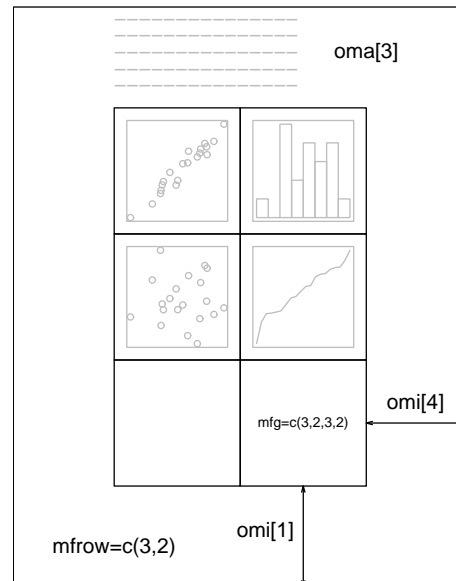 oma[3]
mfg=c(3,2,3,2)
omi[4]
omi[1]
mfrow=c(3,2)